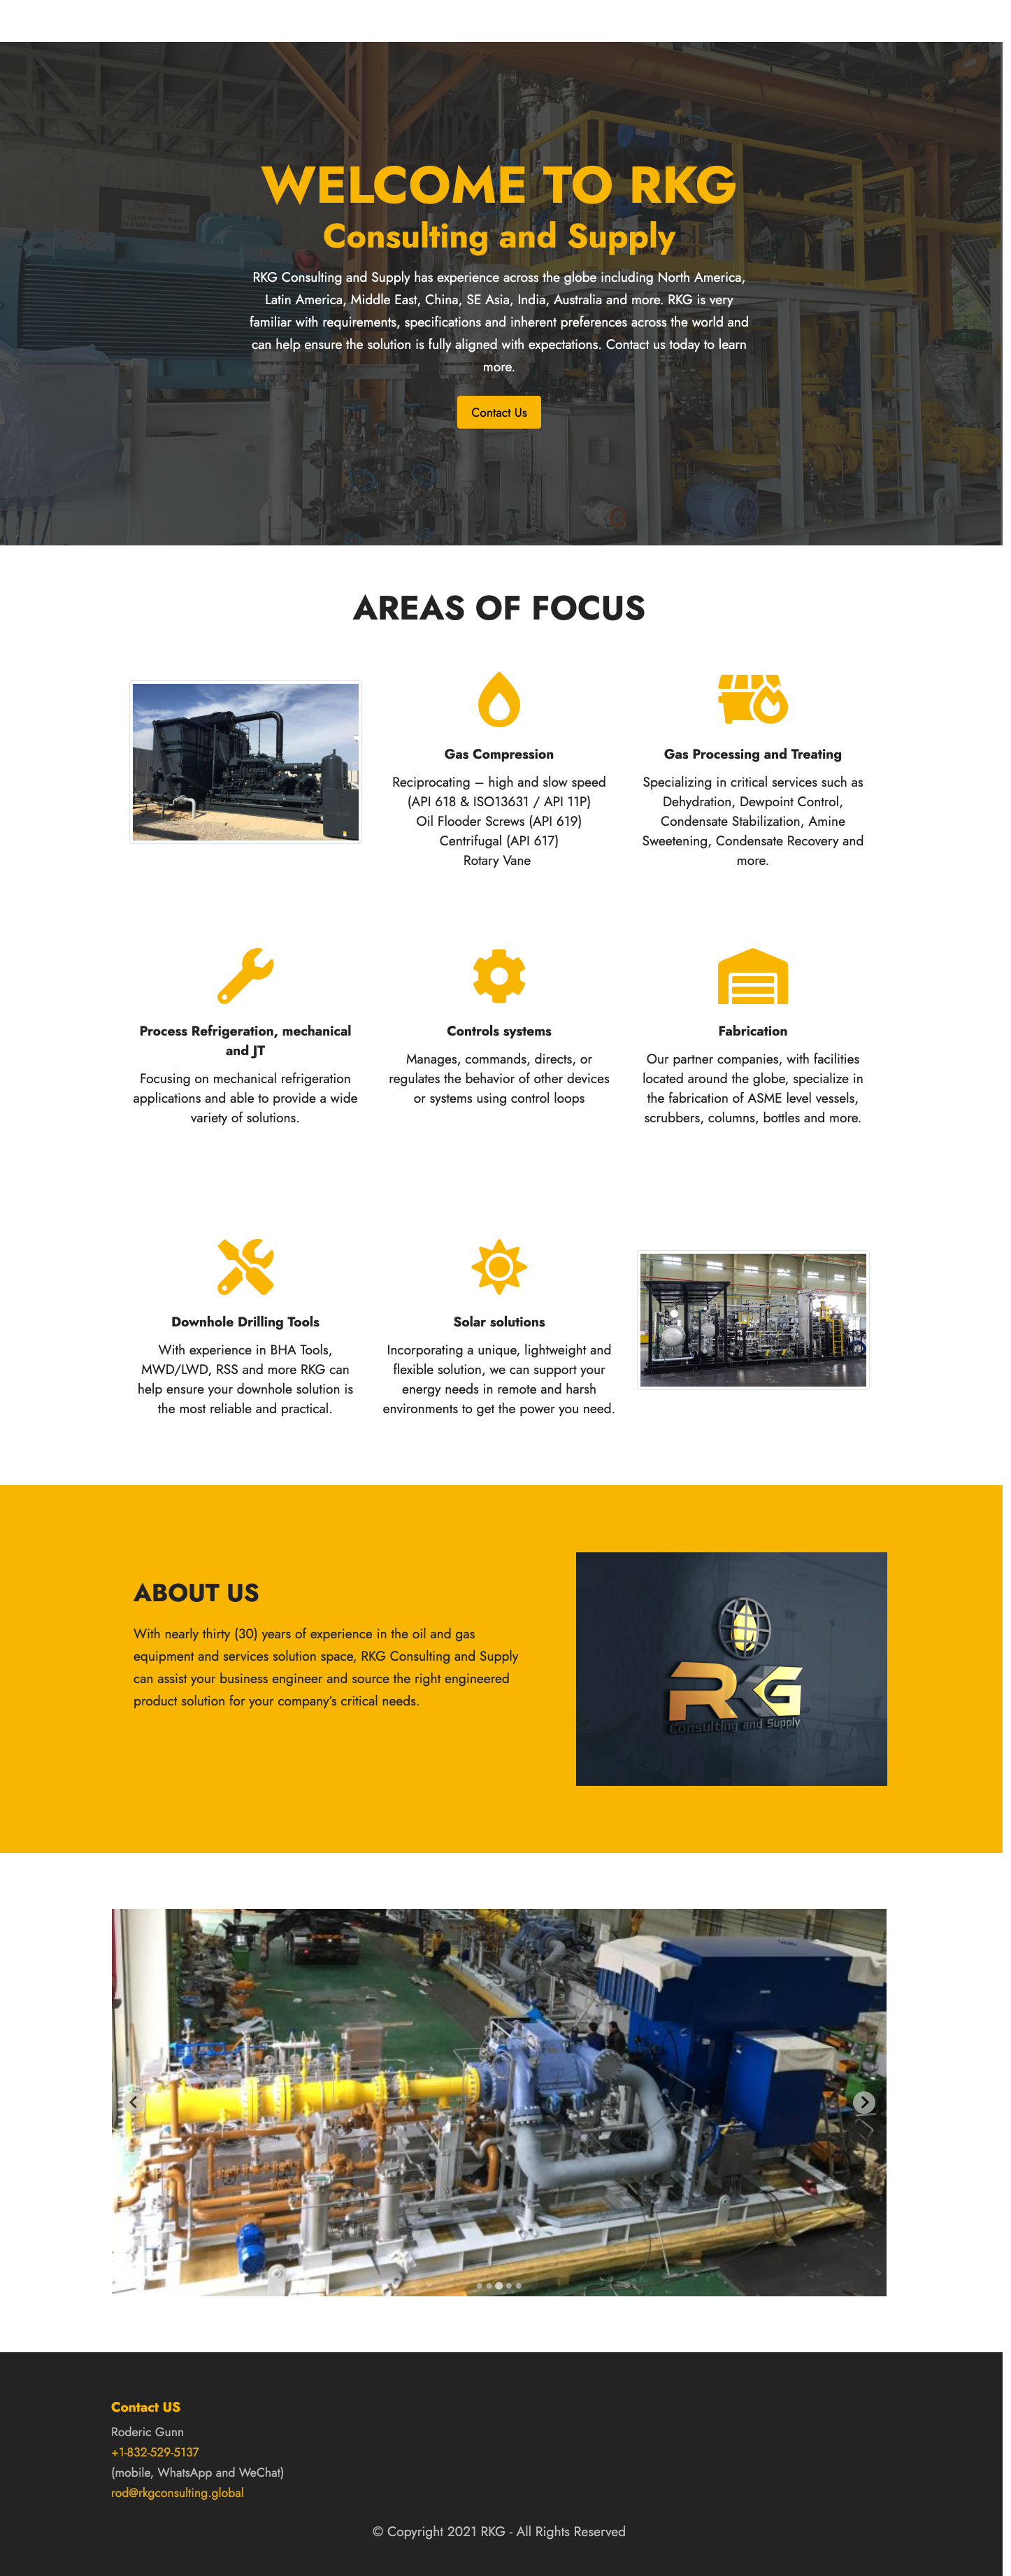 WELCOME TO RKG
Consulting and Supply
RKG Consulting and Supply has experience across the globe including North America,
Latin America, Middle East, China, SE Asia, India, Australia and more. RKG is very
familiar with requirements, specifications and inherent preferences across the world and
can help ensure the solution is fully aligned with expectations. Contact us today to learn
more.
Contact Us
AREAS OF FOCUS
Gas Compression
Reciprocating – high and slow speed
(API 618 & ISO13631 / API 11P)
Oil Flooder Screws (API 619)
Centrifugal (API 617)
Rotary Vane
Gas Processing and Treating
Specializing in critical services such as
Dehydration, Dewpoint Control,
Condensate Stabilization, Amine
Sweetening, Condensate Recovery and
more.
Process Refrigeration, mechanical
and JT
Focusing on mechanical refrigeration
applications and able to provide a wide
variety of solutions.
Controls systems
Manages, commands, directs, or
regulates the behavior of other devices
or systems using control loops
Fabrication
Our partner companies, with facilities
located around the globe, specialize in
the fabrication of ASME level vessels,
scrubbers, columns, bottles and more.
Downhole Drilling Tools
With experience in BHA Tools,
MWD/LWD, RSS and more RKG can
help ensure your downhole solution is
the most reliable and practical.
Solar solutions
Incorporating a unique, lightweight and
flexible solution, we can support your
energy needs in remote and harsh
environments to get the power you need.
ABOUT US
With nearly thirty (30) years of experience in the oil and gas
equipment and services solution space, RKG Consulting and Supply
can assist your business engineer and source the right engineered
product solution for your company's critical needs.
RKG
Consulting and Supply
Contact US
Roderic Gunn
+1-832-529-5137
(mobile, WhatsApp and WeChat)
rod@rkgconsulting.global
© Copyright 2021 RKG - All Rights Reserved